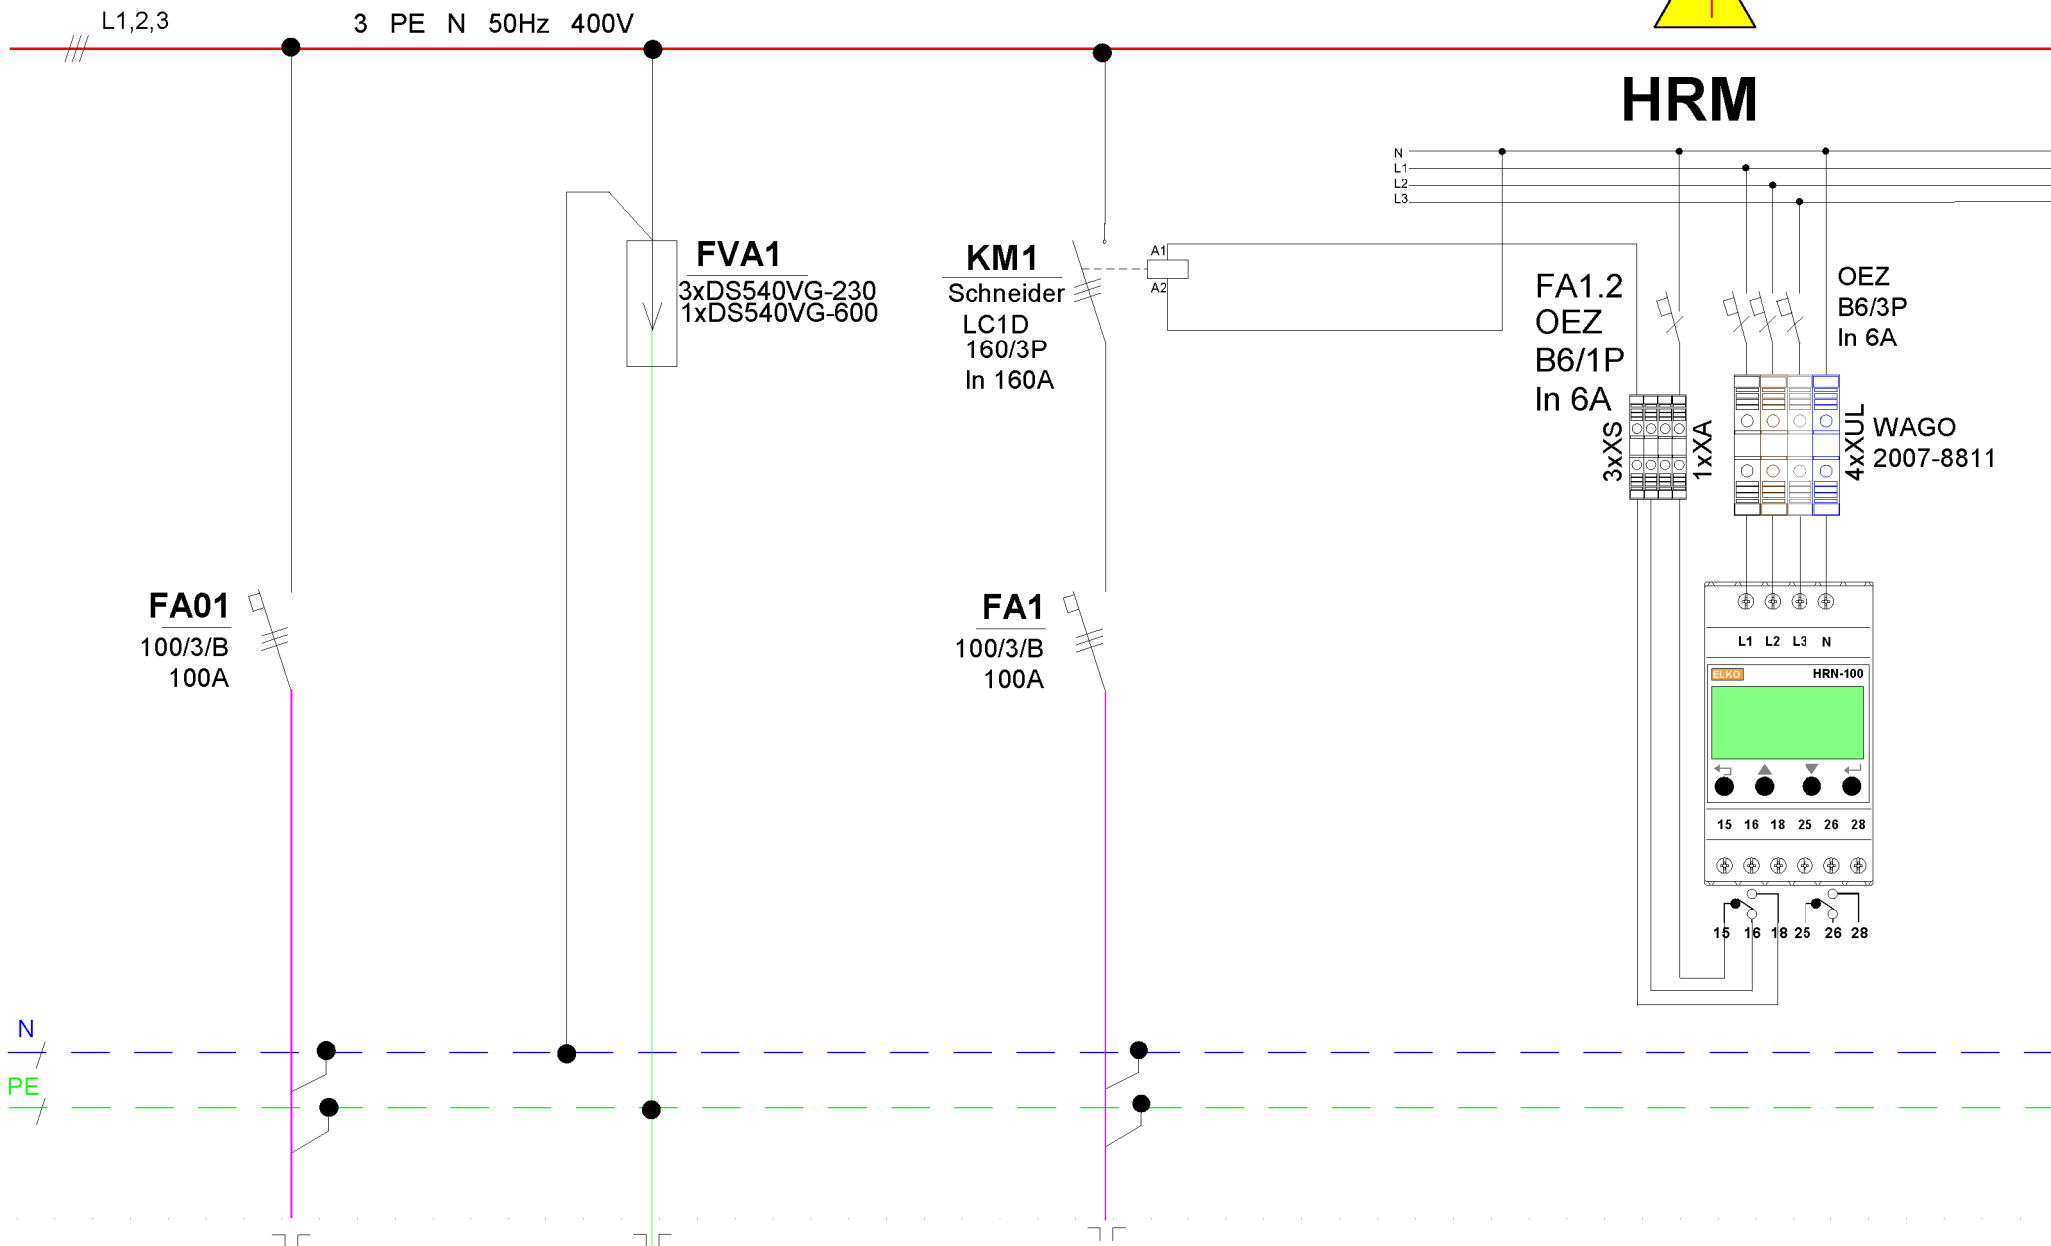 L1,2,3
3 PE N 50Hz 400V
HRM
N
L1
L2
L3
FVA1
3xDS540VG-230
1xDS540VG-600
KM1
Schneider
LC1D
160/3P
In 160A
A1
A2
FA1.2
OEZ
B6/1P
In 6A
OEZ
B6/3P
In 6A
3xXS
1xXA
4xXUL
WAGO
2007-8811
FA01
100/3/B
100A
FA1
100/3/B
100A
L1 L2 L3 N
ELKO
HRN-100
15 16 18 25 26 28
15 16 18 25 26 28
N
PE